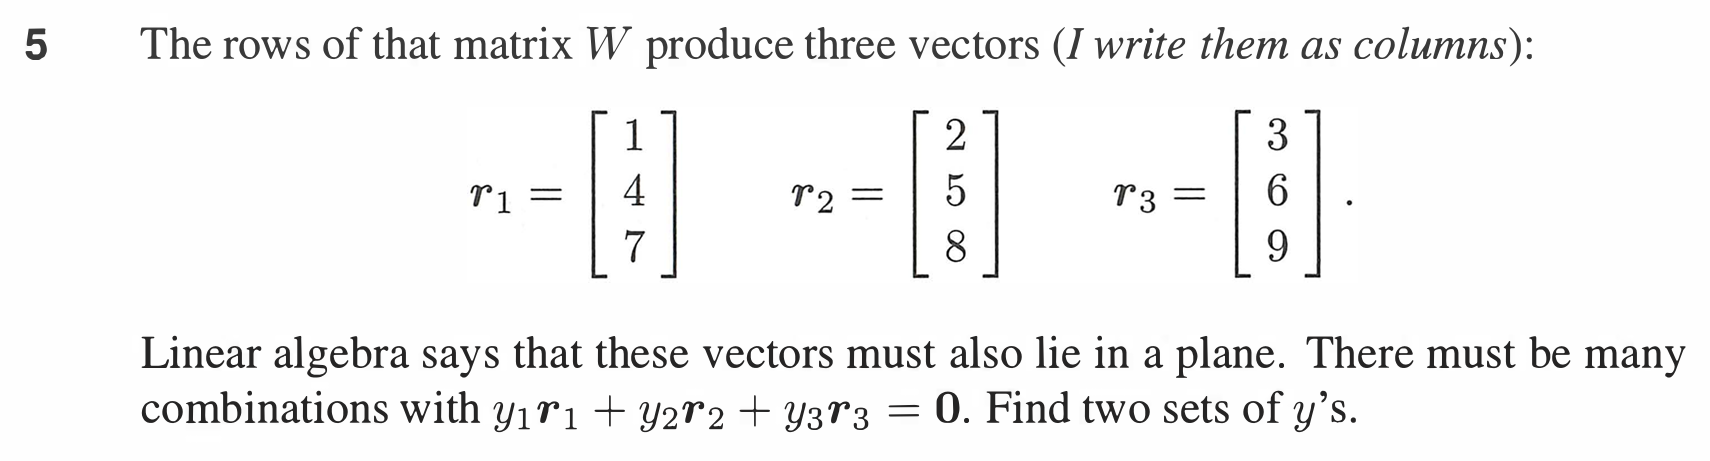 5 The rows of that matrix W produce three vectors (I write them as columns):
r₁ = [1 4 7] r₂ = [2 5 8] r₃ = [3 6 9].
Linear algebra says that these vectors must also lie in a plane. There must be many
combinations with y₁r₁ + y₂r₂ + y₃r₃ = 0. Find two sets of y’s.